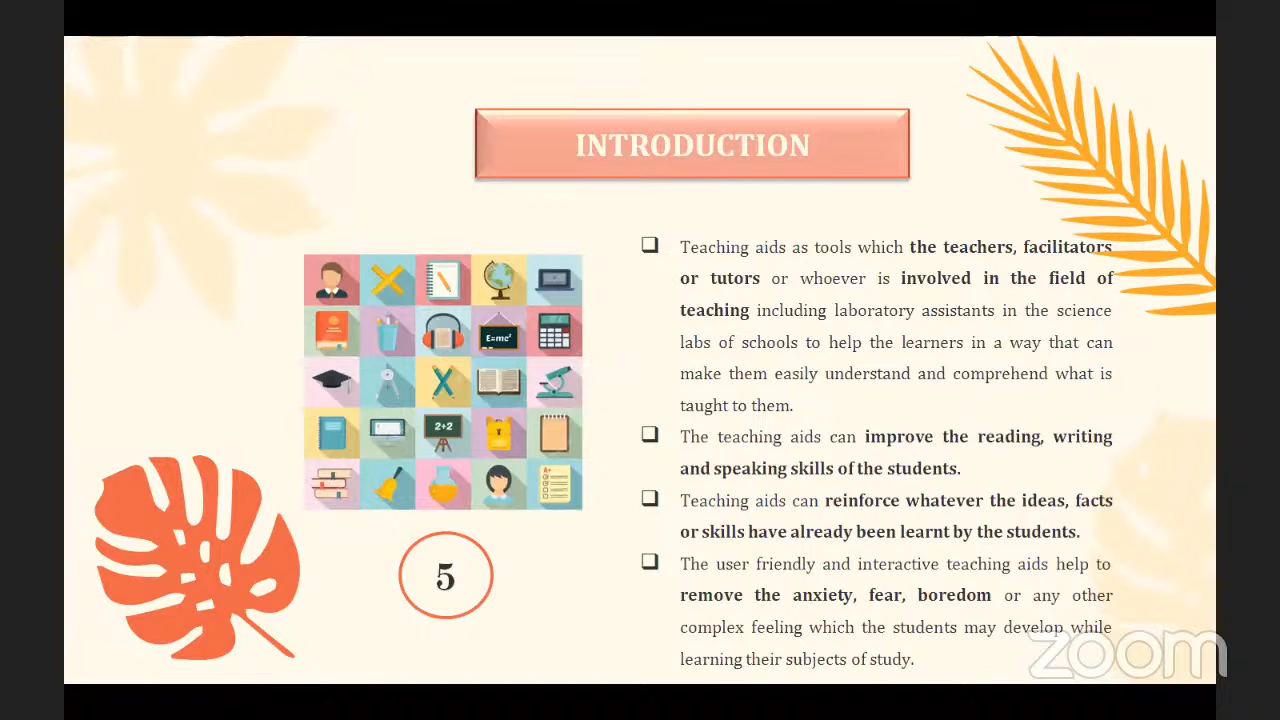 INTRODUCTION
Teaching aids as tools which the teachers, facilitators
or tutors or whoever is involved in the field of
teaching including laboratory assistants in the science
labs of schools to help the learners in a way that can
make them easily understand and comprehend what is
taught to them.
The teaching aids can improve the reading, writing
and speaking skills of the students.
Teaching aids can reinforce whatever the ideas, facts
or skills have already been learnt by the students.
The user friendly and interactive teaching aids help to
remove the anxiety, fear, boredom or any other
complex feeling which the students may develop while
learning their subjects of study.
E=mc²
2+2
A+
5
zoom